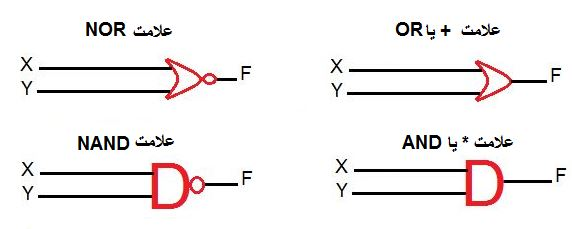 علامت NOR
X
Y
F
علامت + یا OR
X
Y
F
علامت NAND
X
Y
F
علامت * یا AND
X
Y
F